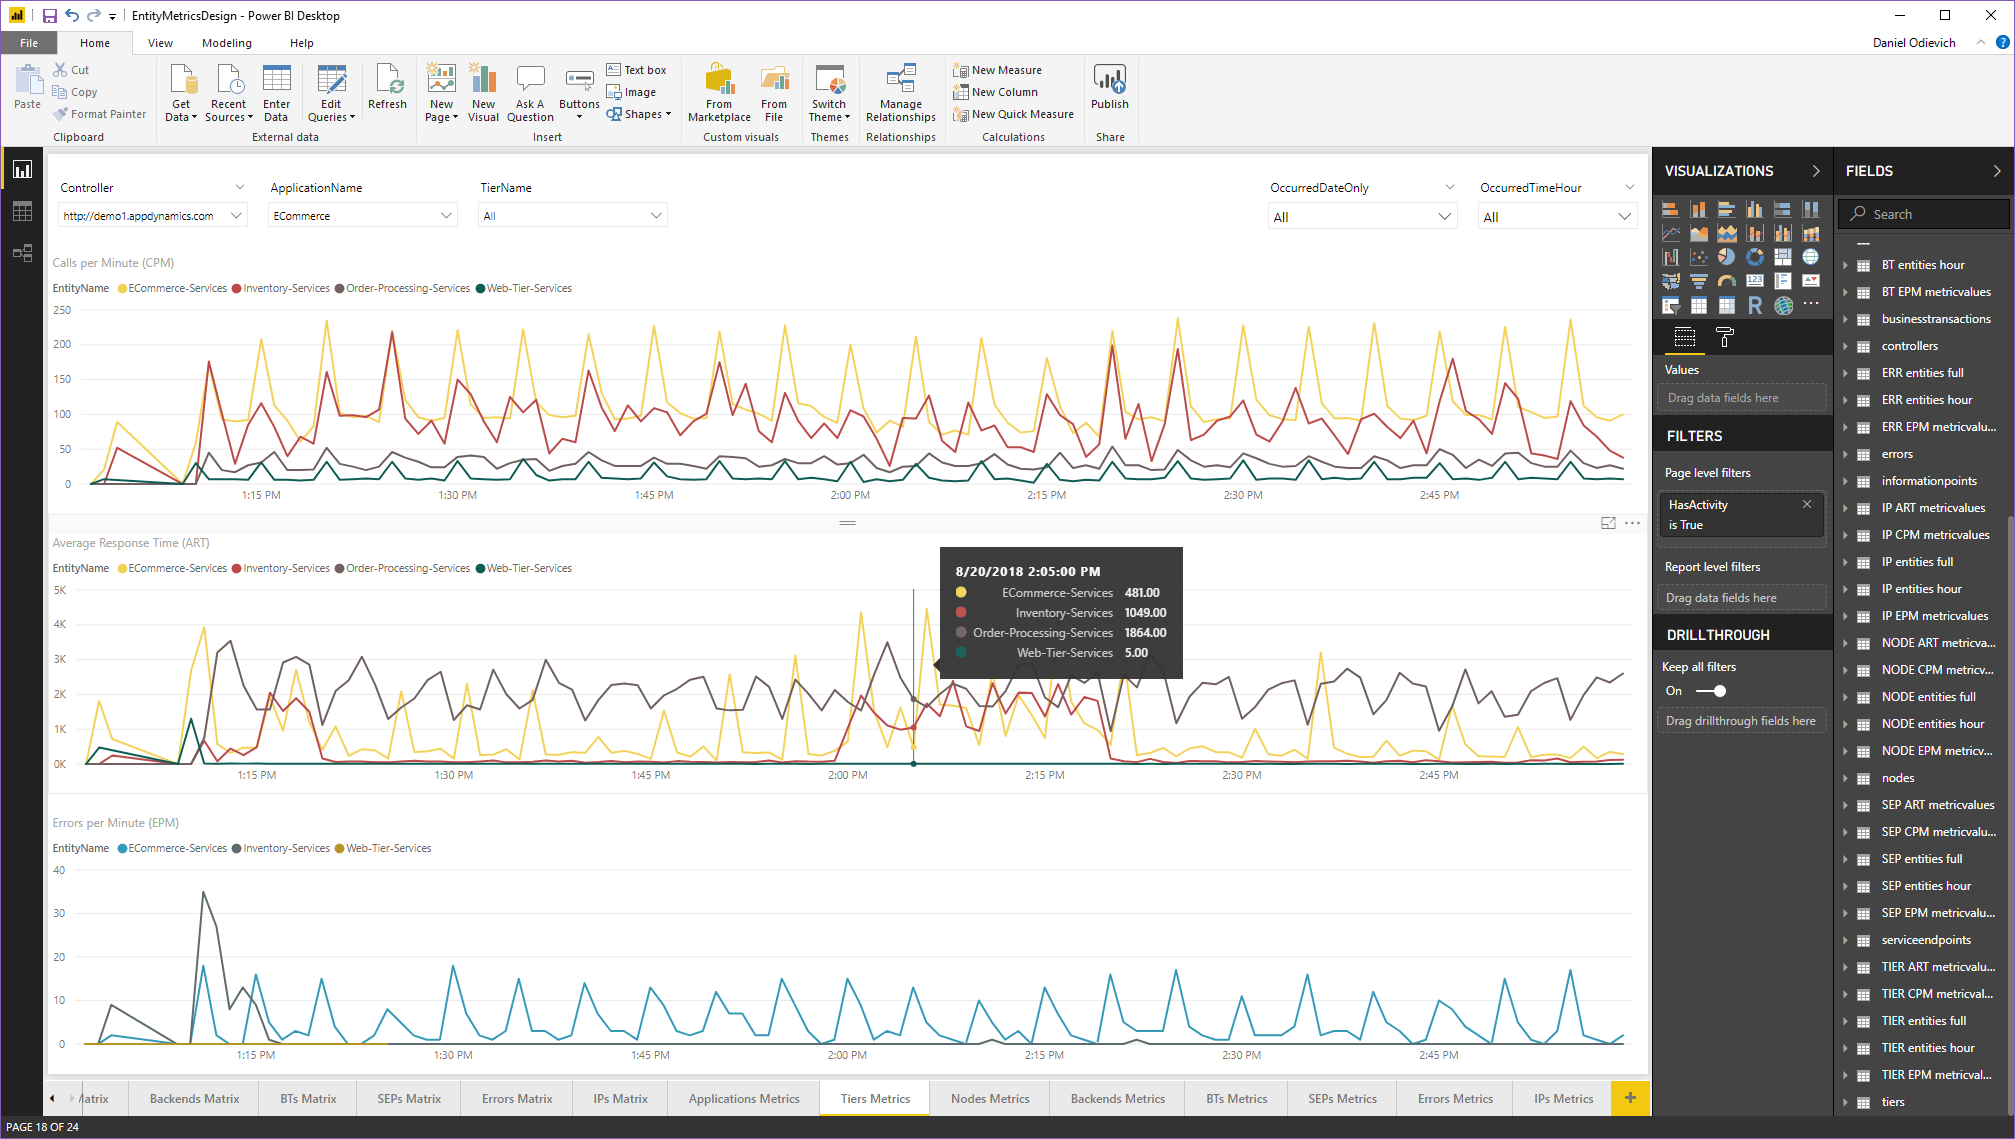 EntityMetricsDesign - Power BI Desktop
File Home View Modeling Help
Daniel Odievich
Paste
Cut
Copy
Format Painter
Clipboard
Get Data
Recent Sources
Enter Data
Edit Queries
External data
Refresh
New Page
New Visual
Ask A Question
Buttons
Text box
Image
Shapes
Insert
From Marketplace
From File
Custom visuals
Switch Theme
Themes
Manage Relationships
Relationships
New Measure
New Column
New Quick Measure
Calculations
Publish
Share
Controller
http://demo1.appdynamics.com
ApplicationName
ECommerce
TierName
All
OccurredDateOnly
All
OccurredTimeHour
All
Calls per Minute (CPM)
EntityName ECommerce-Services Inventory-Services Order-Processing-Services Web-Tier-Services
250
200
150
100
50
0
1:15 PM 1:30 PM 1:45 PM 2:00 PM 2:15 PM 2:30 PM 2:45 PM
Average Response Time (ART)
EntityName ECommerce-Services Inventory-Services Order-Processing-Services Web-Tier-Services
5K
4K
3K
2K
1K
0K
1:15 PM 1:30 PM 1:45 PM 2:00 PM 2:15 PM 2:30 PM 2:45 PM
8/20/2018 2:05:00 PM
ECommerce-Services 481.00
Inventory-Services 1049.00
Order-Processing-Services 1864.00
Web-Tier-Services 5.00
Errors per Minute (EPM)
EntityName ECommerce-Services Inventory-Services Web-Tier-Services
40
30
20
10
0
1:15 PM 1:30 PM 1:45 PM 2:00 PM 2:15 PM 2:30 PM 2:45 PM
VISUALIZATIONS
123
R
Values
Drag data fields here
FILTERS
Page level filters
HasActivity
is True
Report level filters
Drag data fields here
DRILLTHROUGH
Keep all filters
On
Drag drillthrough fields here
FIELDS
Search
BT entities hour
BT EPM metricvalues
businesstransactions
controllers
ERR entities full
ERR entities hour
ERR EPM metricvalu...
errors
informationpoints
IP ART metricvalues
IP CPM metricvalues
IP entities full
IP entities hour
IP EPM metricvalues
NODE ART metricva...
NODE CPM metricv...
NODE entities full
NODE entities hour
NODE EPM metricv...
nodes
SEP ART metricvalues
SEP CPM metricvalu...
SEP entities full
SEP entities hour
SEP EPM metricvalu...
serviceendpoints
TIER ART metricvalu...
TIER CPM metricval...
TIER entities full
TIER entities hour
TIER EPM metricval...
tiers
Matrix Backends Matrix BTs Matrix SEPs Matrix Errors Matrix IPs Matrix Applications Metrics Tiers Metrics Nodes Metrics Backends Metrics BTs Metrics SEPs Metrics Errors Metrics IPs Metrics +
PAGE 18 OF 24